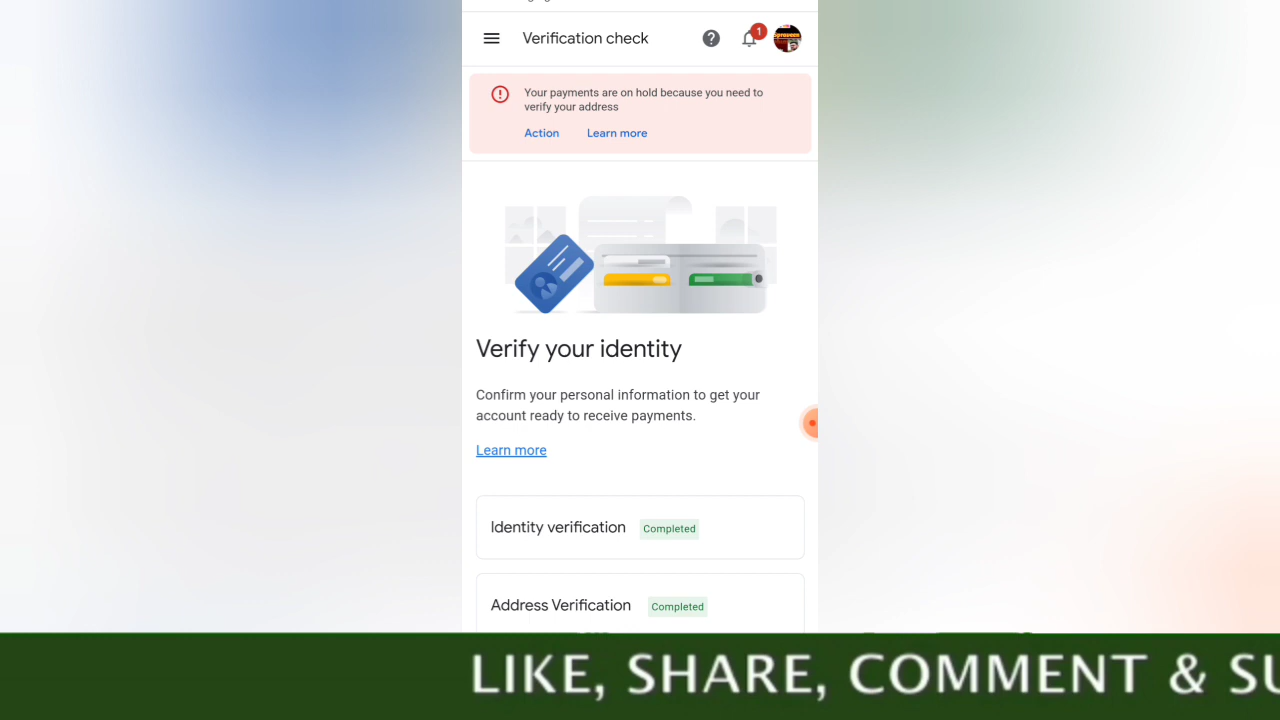 Verification check
1
Your payments are on hold because you need to
verify your address
Action Learn more
Verify your identity
Confirm your personal information to get your
account ready to receive payments.
Learn more
Identity verification Completed
Address Verification Completed
LIKE, SHARE, COMMENT & SU